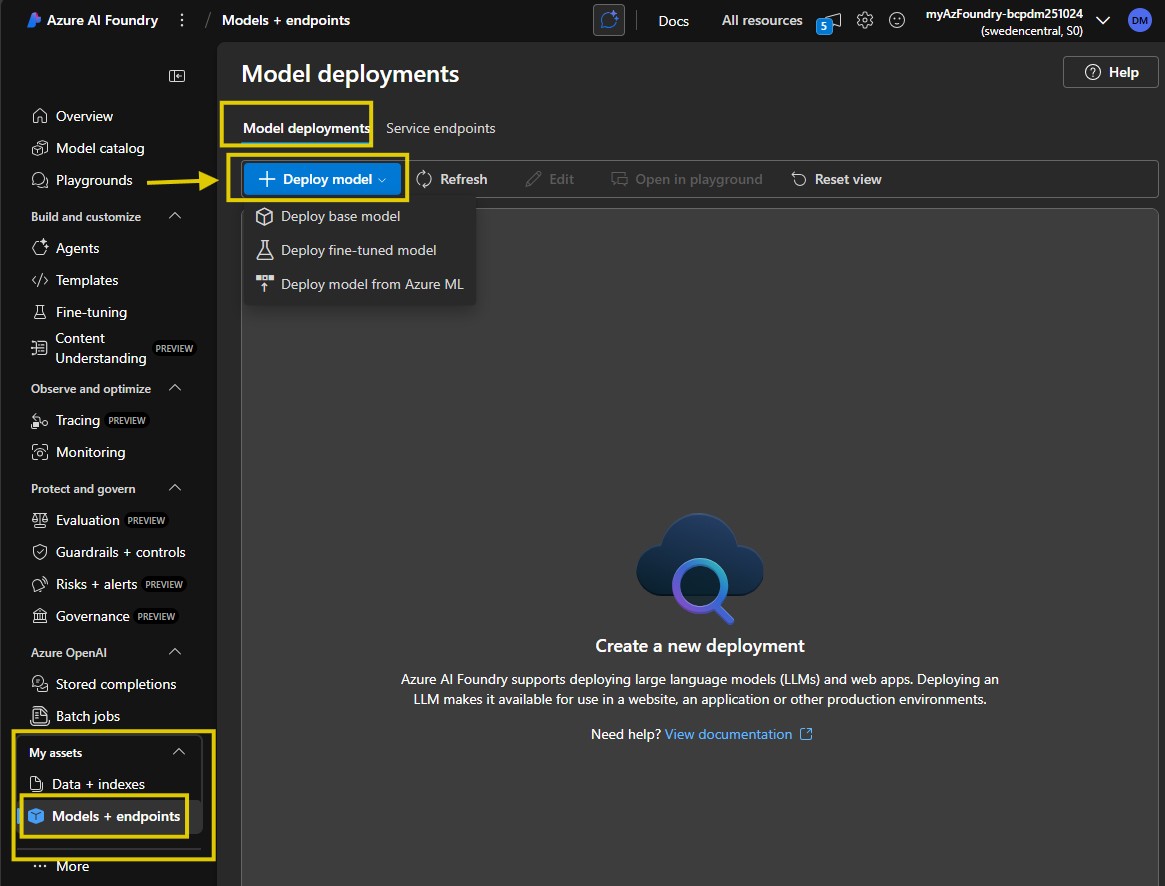 Azure AI Foundry
/ Models + endpoints
Docs
All resources
5
myAzFoundry-bcpdm251024
(swedencentral, S0)
DM
Overview
Model catalog
Playgrounds
Build and customize
Agents
Templates
Fine-tuning
Content
Understanding PREVIEW
Observe and optimize
Tracing PREVIEW
Monitoring
Protect and govern
Evaluation PREVIEW
Guardrails + controls
Risks + alerts PREVIEW
Governance PREVIEW
Azure OpenAI
Stored completions
Batch jobs
My assets
Data + indexes
Models + endpoints
More
Model deployments
Help
Model deployments Service endpoints
Deploy model Refresh Edit Open in playground Reset view
Deploy base model
Deploy fine-tuned model
Deploy model from Azure ML
Create a new deployment
Azure AI Foundry supports deploying large language models (LLMs) and web apps. Deploying an
LLM makes it available for use in a website, an application or other production environments.
Need help? View documentation